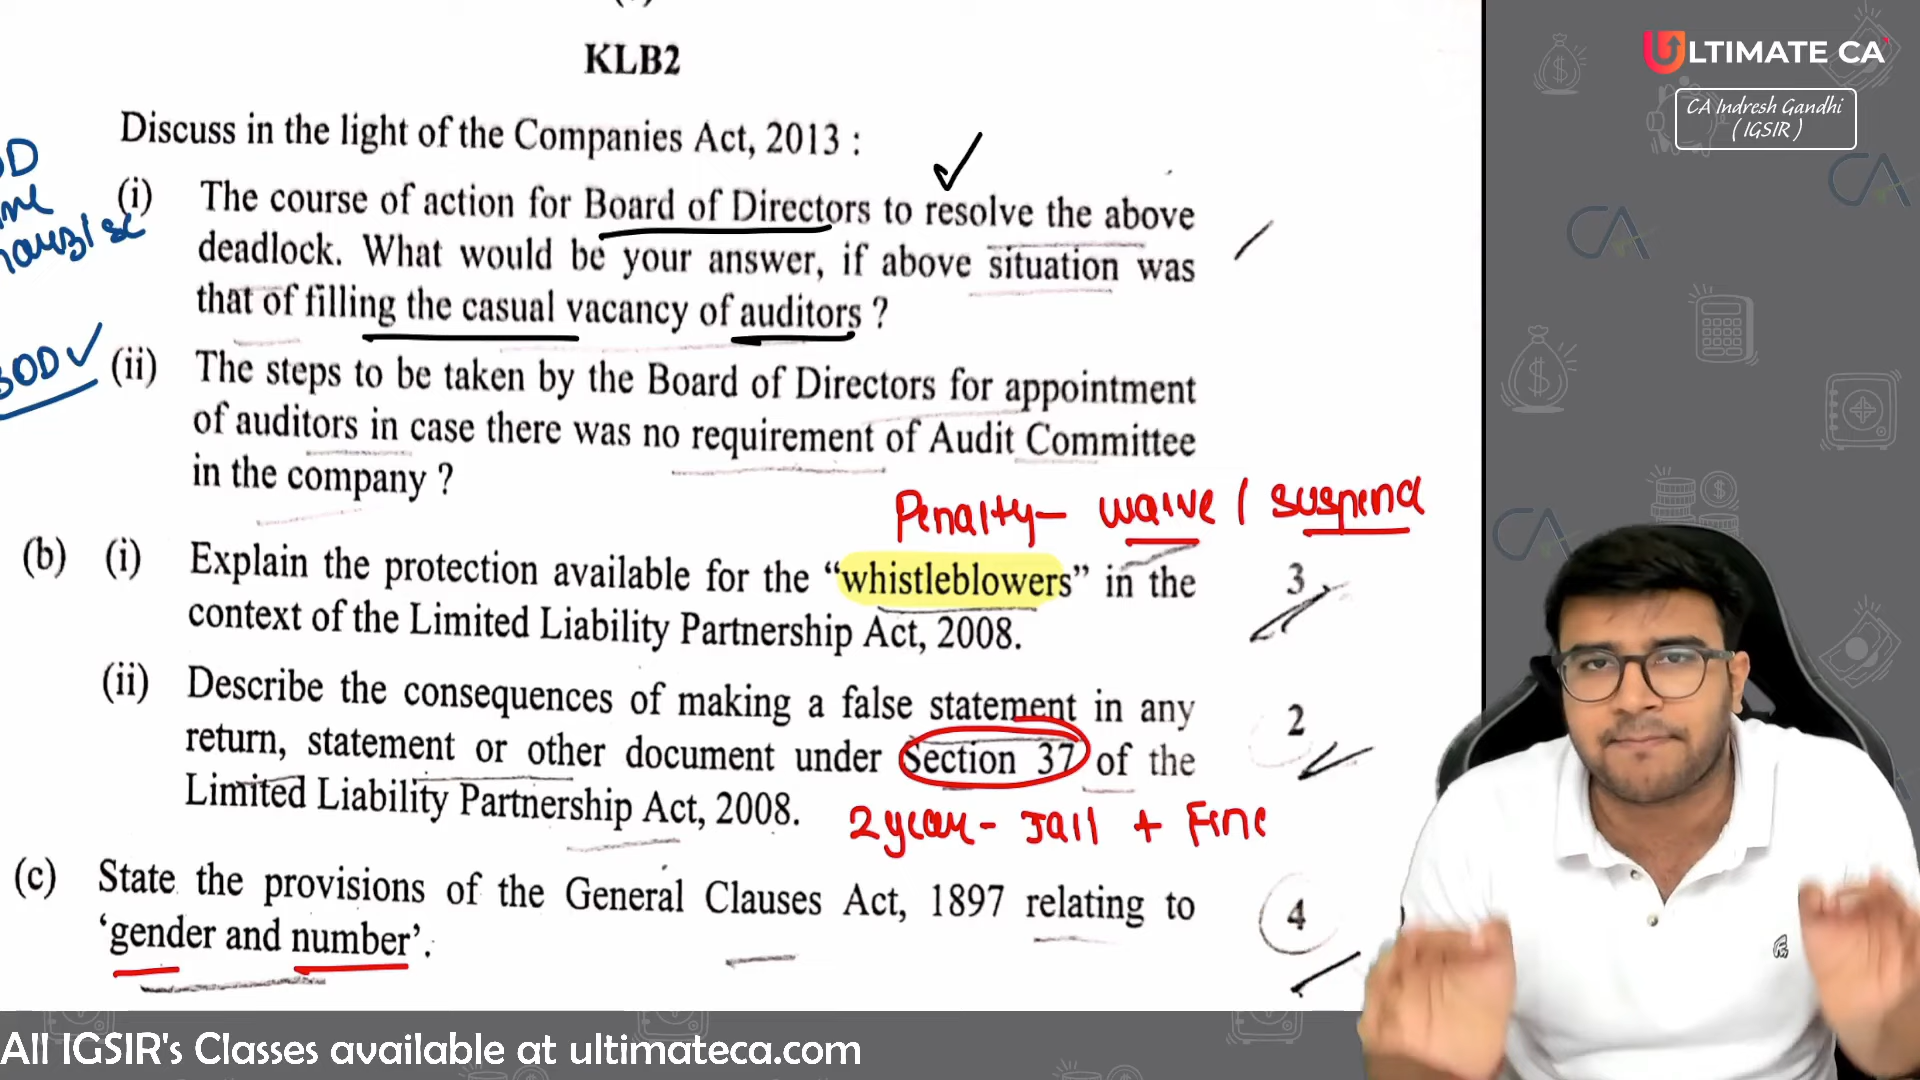 KLB2
ULTIMATE CA
CA Indresh Gandhi
(IGSIR)
Discuss in the light of the Companies Act, 2013 :
(i) The course of action for Board of Directors to resolve the above
deadlock. What would be your answer, if above situation was
that of filling the casual vacancy of auditors ?
BOD✓
(ii) The steps to be taken by the Board of Directors for appointment
of auditors in case there was no requirement of Audit Committee
in the company ?
Penalty- waive / suspend
(b) (i) Explain the protection available for the “whistleblowers” in the 3
context of the Limited Liability Partnership Act, 2008.
(ii) Describe the consequences of making a false statement in any 2
return, statement or other document under Section 37 of the
Limited Liability Partnership Act, 2008.
2 year - Jail + Fine
(c) State the provisions of the General Clauses Act, 1897 relating to 4
‘gender and number’.
All IGSIR's Classes available at ultimateca.com